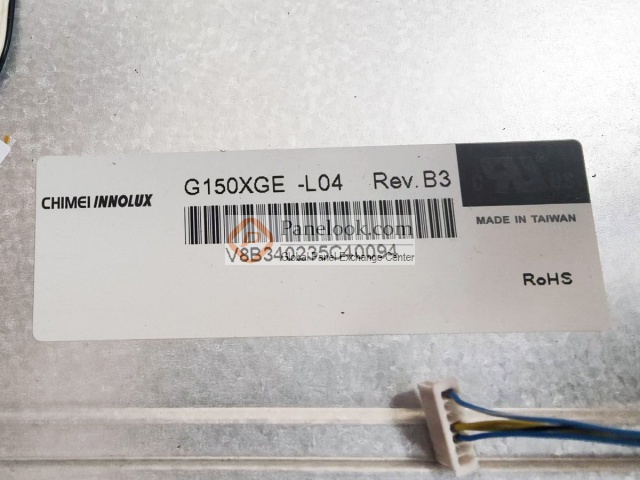 CHIMEI INNOLUX
G150XGE -L04 Rev. B3
Panelook.com
V8B340235C40094
Global Panel Exchange Center
MADE IN TAIWAN
RoHS